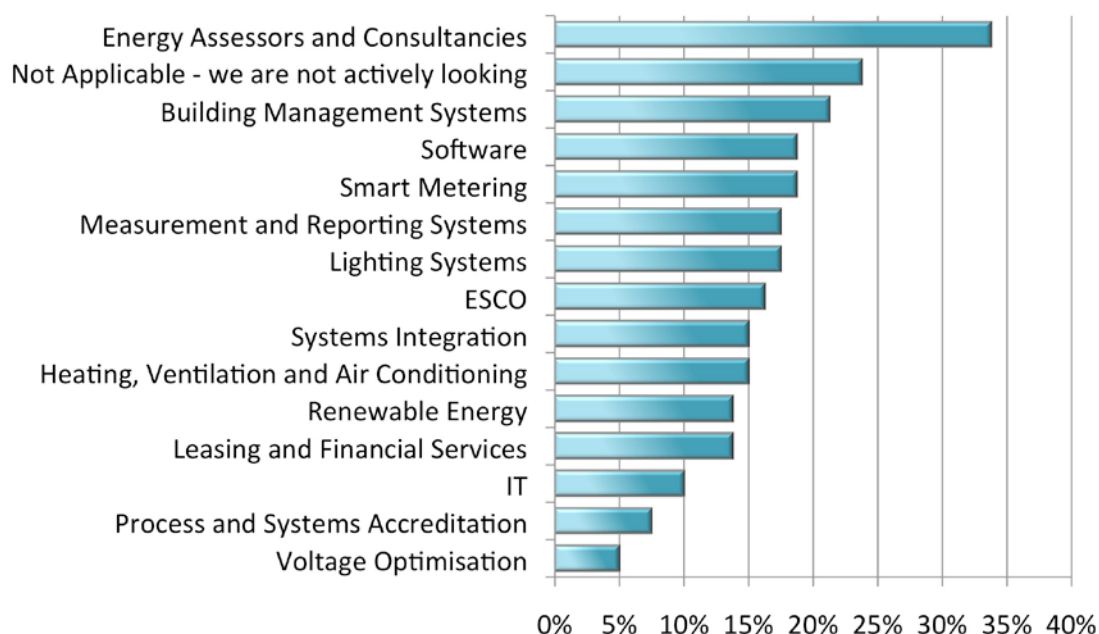 Energy Assessors and Consultancies
Not Applicable - we are not actively looking
Building Management Systems
Software
Smart Metering
Measurement and Reporting Systems
Lighting Systems
ESCO
Systems Integration
Heating, Ventilation and Air Conditioning
Renewable Energy
Leasing and Financial Services
IT
Process and Systems Accreditation
Voltage Optimisation
0% 5% 10% 15% 20% 25% 30% 35% 40%